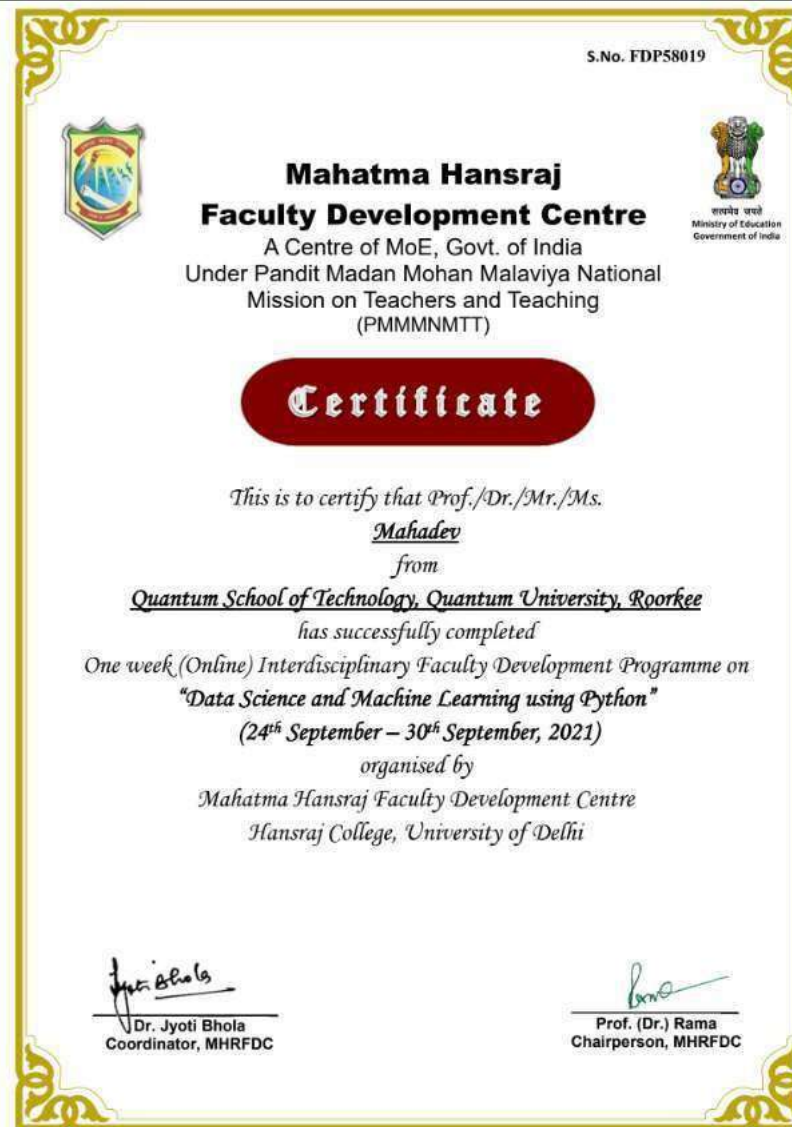 S.No. FDP58019
Mahatma Hansraj
Faculty Development Centre
सत्यमेव जयते
Ministry of Education
Government of India
A Centre of MoE, Govt. of India
Under Pandit Madan Mohan Malaviya National
Mission on Teachers and Teaching
(PMMMNMTT)
Certificate
This is to certify that Prof./Dr./Mr./Ms.
Mahadev
from
Quantum School of Technology, Quantum University, Roorkee
has successfully completed
One week (Online) Interdisciplinary Faculty Development Programme on
“Data Science and Machine Learning using Python”
(24th September – 30th September, 2021)
organised by
Mahatma Hansraj Faculty Development Centre
Hansraj College, University of Delhi
Jyoti Bhola
Rama
Dr. Jyoti Bhola
Coordinator, MHRFDC
Prof. (Dr.) Rama
Chairperson, MHRFDC